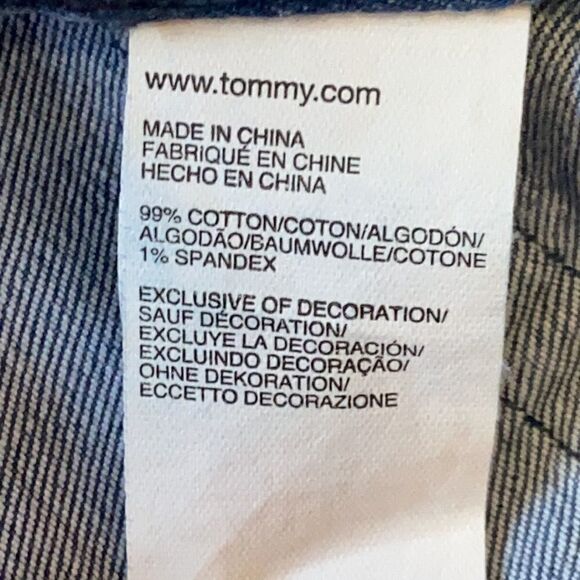 www.tommy.com
MADE IN CHINA
FABRIQUÉ EN CHINE
HECHO EN CHINA
99% COTTON/COTON/ALGODÓN/
ALGODÃO/BAUMWOLLE/COTONE
1% SPANDEX
EXCLUSIVE OF DECORATION/
SAUF DÉCORATION/
EXCLUYE LA DECORACIÓN/
EXCLUINDO DECORAÇÃO/
OHNE DEKORATION/
ECCETTO DECORAZIONE